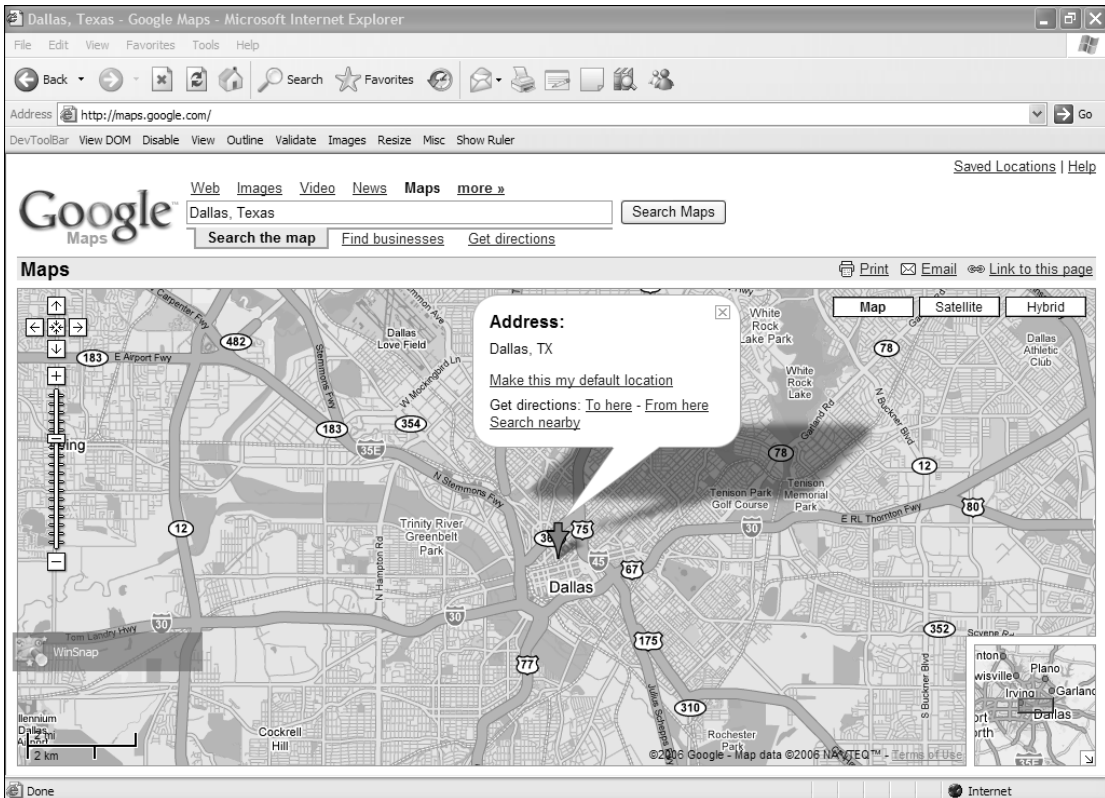 Dallas, Texas - Google Maps - Microsoft Internet Explorer
File Edit View Favorites Tools Help
Back Search Favorites
Address http://maps.google.com/ Go
DevToolBar View DOM Disable View Outline Validate Images Resize Misc Show Ruler
Saved Locations | Help
Web Images Video News Maps more »
Google Maps
Dallas, Texas
Search Maps
Search the map Find businesses Get directions
Maps
Print Email Link to this page
Map Satellite Hybrid
Address:
Dallas, TX
Make this my default location
Get directions: To here - From here
Search nearby
Carpenter Fwy
482
183
E Airport Fwy
Stemmons Fwy
Dallas
Love Field
W Mockingbird Ln
354
183
35E
N Stemmons Fwy
White
Rock
Lake Park
78
White
Rock
Lake
Garland Rd
N Buckner Blvd
Dallas
Athletic
Club
78
12
Tenison Park
Golf Course
Tenison
Memorial
Park
E RL Thornton Fwy
80
30
12
Trinity River
Greenbelt
Park
N Hampton Rd
75
45
67
Dallas
30
30
Tom Landry Hwy
WinSnap
175
77
Julius Schepps Fwy
310
352
Scyene Rd
S Buckner Blvd
Cockrell
Hill
Rochester
Park
2 mi
2 km
Plano
Irving
Garland
Dallas
35E
©2006 Google - Map data ©2006 NAVTEQ™ - Terms of Use
Done Internet